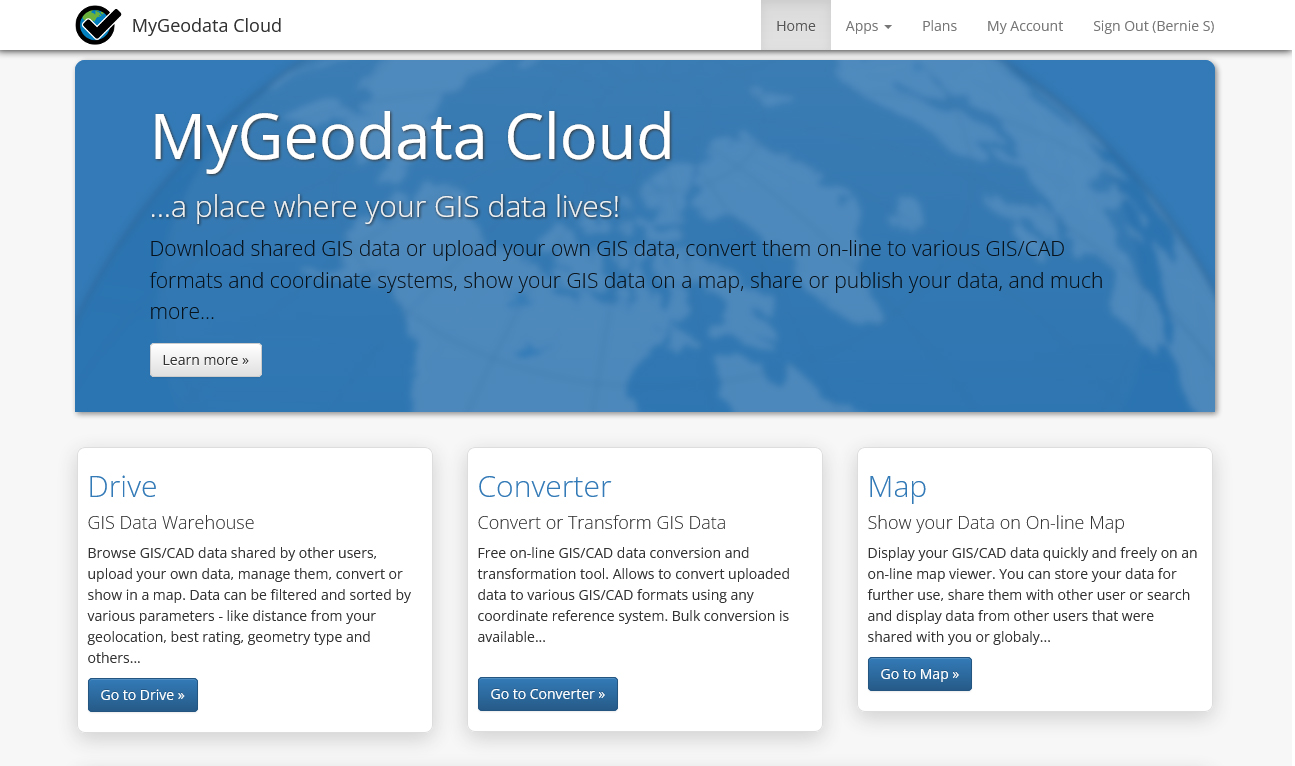 MyGeodata Cloud
Home
Apps
Plans
My Account
Sign Out (Bernie S)
MyGeodata Cloud
...a place where your GIS data lives!
Download shared GIS data or upload your own GIS data, convert them on-line to various GIS/CAD
formats and coordinate systems, show your GIS data on a map, share or publish your data, and much
more...
Learn more »
Drive
GIS Data Warehouse
Browse GIS/CAD data shared by other users,
upload your own data, manage them, convert or
show in a map. Data can be filtered and sorted by
various parameters - like distance from your
geolocation, best rating, geometry type and
others...
Go to Drive »
Converter
Convert or Transform GIS Data
Free on-line GIS/CAD data conversion and
transformation tool. Allows to convert uploaded
data to various GIS/CAD formats using any
coordinate reference system. Bulk conversion is
available...
Go to Converter »
Map
Show your Data on On-line Map
Display your GIS/CAD data quickly and freely on an
on-line map viewer. You can store your data for
further use, share them with other user or search
and display data from other users that were
shared with you or globaly...
Go to Map »